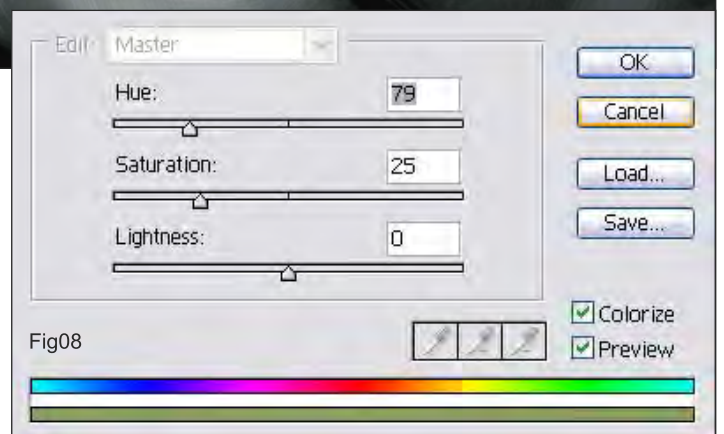 Edit: Master
OK
Hue: 79
Cancel
Saturation: 25
Load...
Save...
Lightness: 0
Colorize
Fig08
Preview